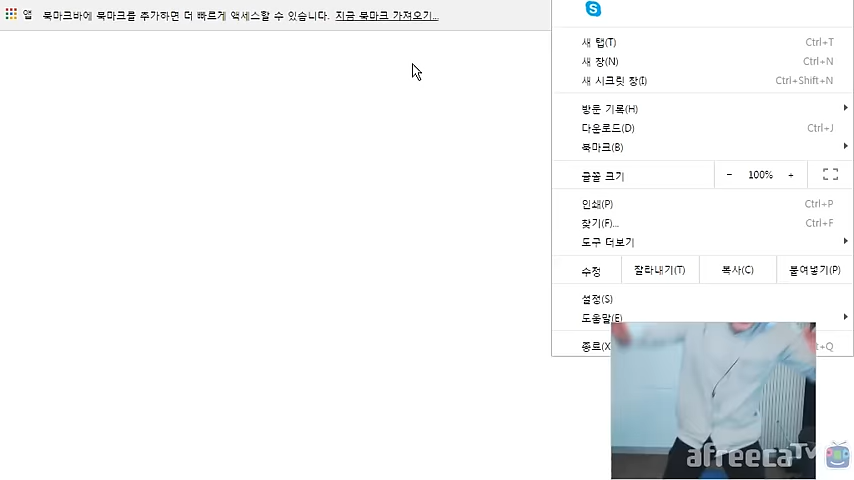 앱 북마크바에 북마크를 추가하면 더 빠르게 액세스할 수 있습니다. 지금 북마크 가져오기...
새 탭(T) Ctrl+T
새 창(N) Ctrl+N
새 시크릿 창(I) Ctrl+Shift+N
방문 기록(H)
다운로드(D) Ctrl+J
북마크(B)
글꼴 크기 − 100% +
인쇄(P) Ctrl+P
찾기(F)... Ctrl+F
도구 더보기
수정 잘라내기(T) 복사(C) 붙여넣기(P)
설정(S)
도움말(E)
종료(X t+Q
afreecaTV